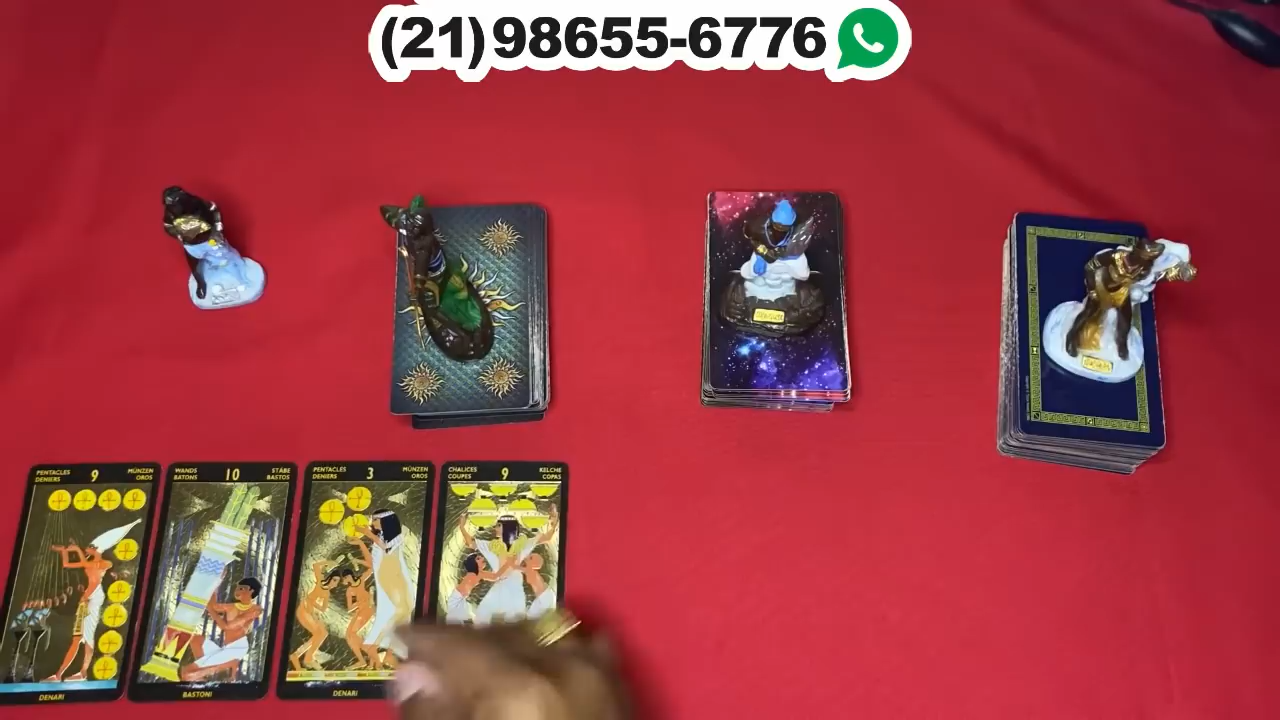 (21)98655-6776
PENTACLES 9 MÜNZEN
DENIERS OROS
DENARI
WANDS 10 STÄBE
BATONS BASTOS
BASTONI
PENTACLES 3 MÜNZEN
DENIERS OROS
DENARI
CHALICES 9 KELCHE
COUPES COPAS